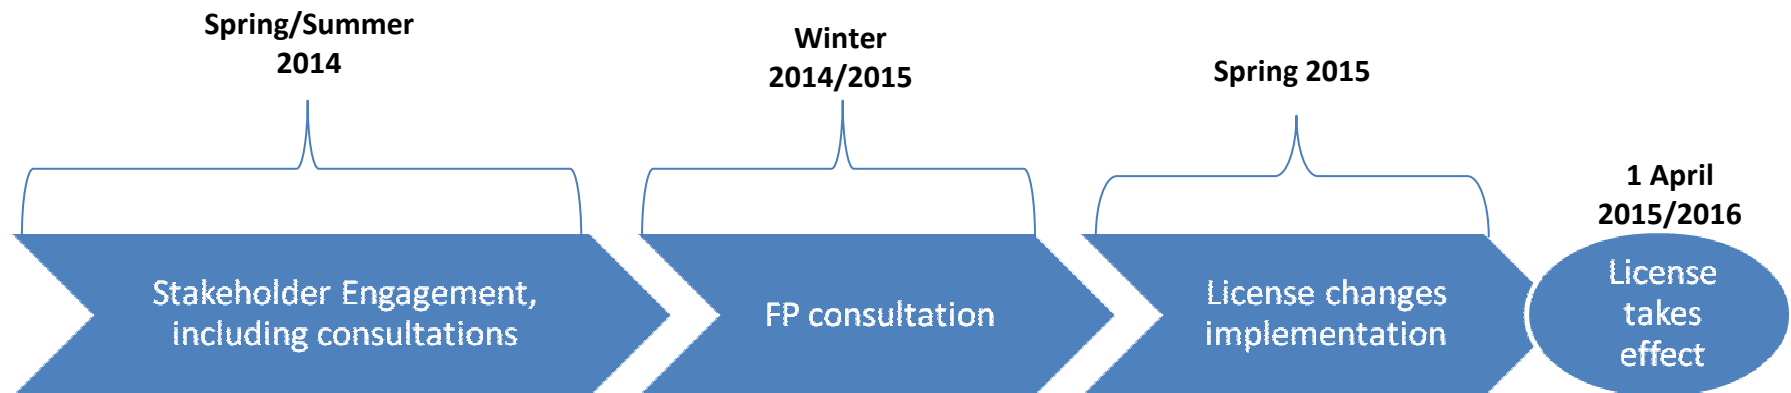 Spring/Summer
2014
Winter
2014/2015
Spring 2015
1 April
2015/2016
Stakeholder Engagement,
including consultations
FP consultation
License changes
implementation
License
takes
effect